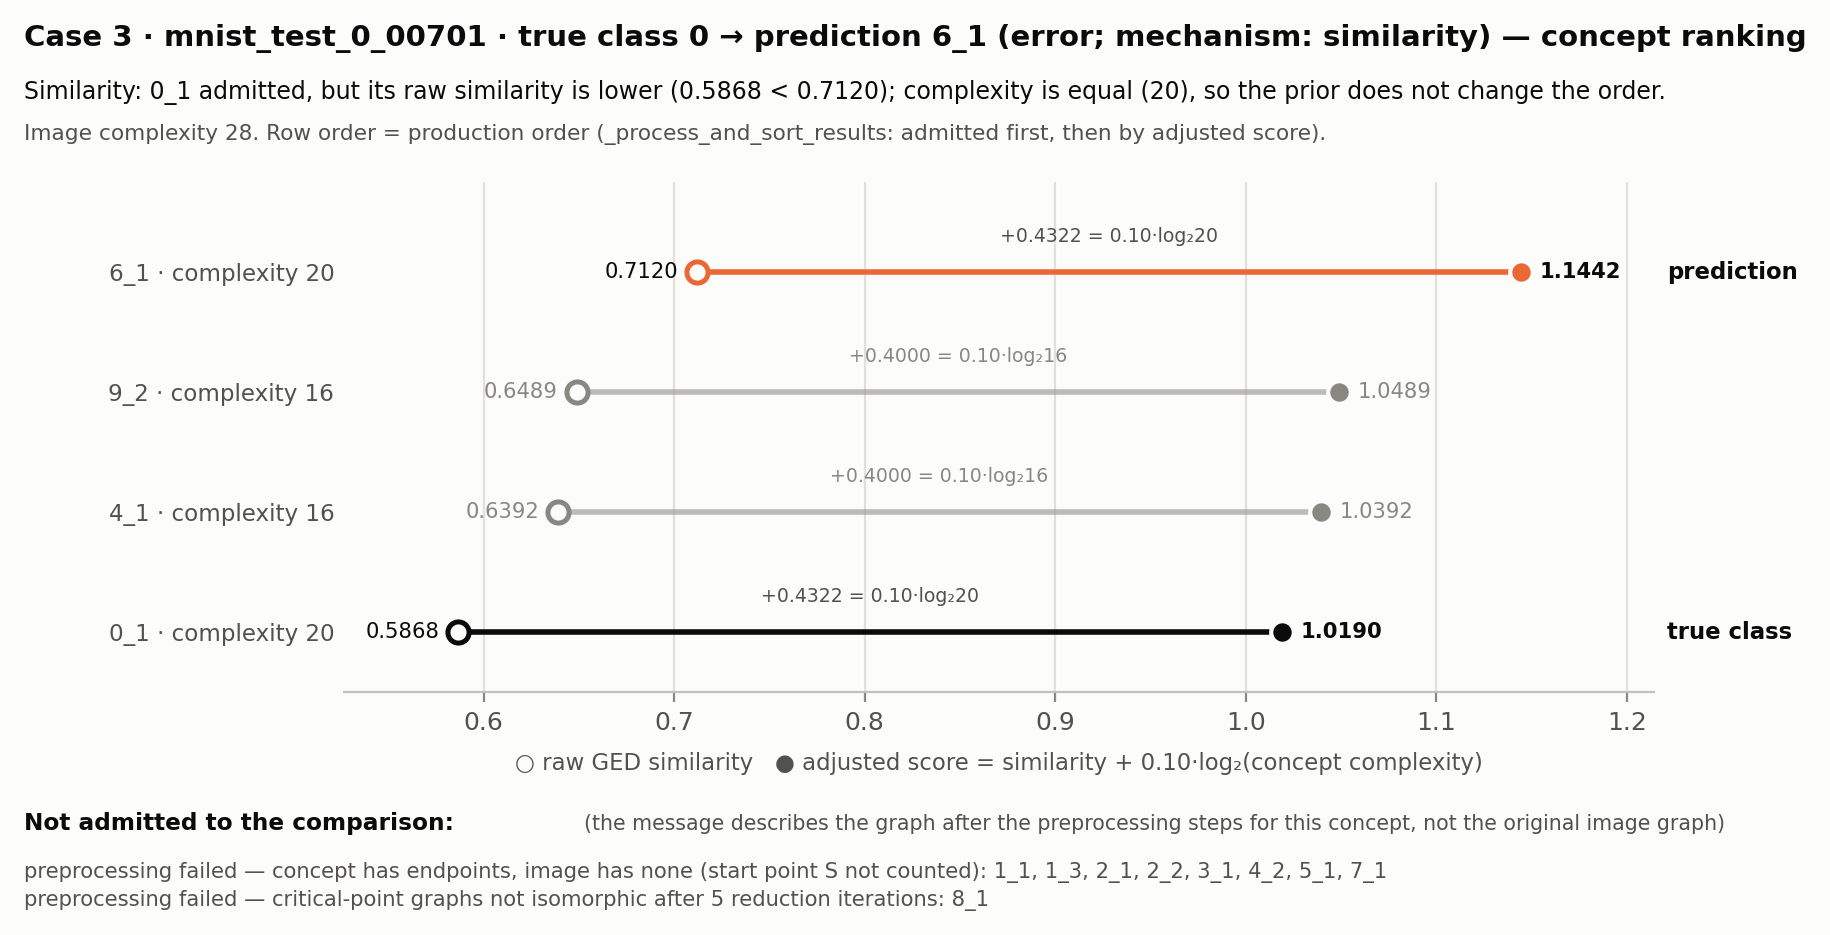 Case 3 · mnist_test_0_00701 · true class 0 → prediction 6_1 (error; mechanism: similarity) — concept ranking
Similarity: 0_1 admitted, but its raw similarity is lower (0.5868 < 0.7120); complexity is equal (20), so the prior does not change the order.
Image complexity 28. Row order = production order (_process_and_sort_results: admitted first, then by adjusted score).
+0.4322 = 0.10·log₂20
6_1 · complexity 20 0.7120 1.1442 prediction
+0.4000 = 0.10·log₂16
9_2 · complexity 16 0.6489 1.0489
+0.4000 = 0.10·log₂16
4_1 · complexity 16 0.6392 1.0392
+0.4322 = 0.10·log₂20
0_1 · complexity 20 0.5868 1.0190 true class
0.6 0.7 0.8 0.9 1.0 1.1 1.2
○ raw GED similarity ● adjusted score = similarity + 0.10·log₂(concept complexity)
Not admitted to the comparison: (the message describes the graph after the preprocessing steps for this concept, not the original image graph)
preprocessing failed — concept has endpoints, image has none (start point S not counted): 1_1, 1_3, 2_1, 2_2, 3_1, 4_2, 5_1, 7_1
preprocessing failed — critical-point graphs not isomorphic after 5 reduction iterations: 8_1